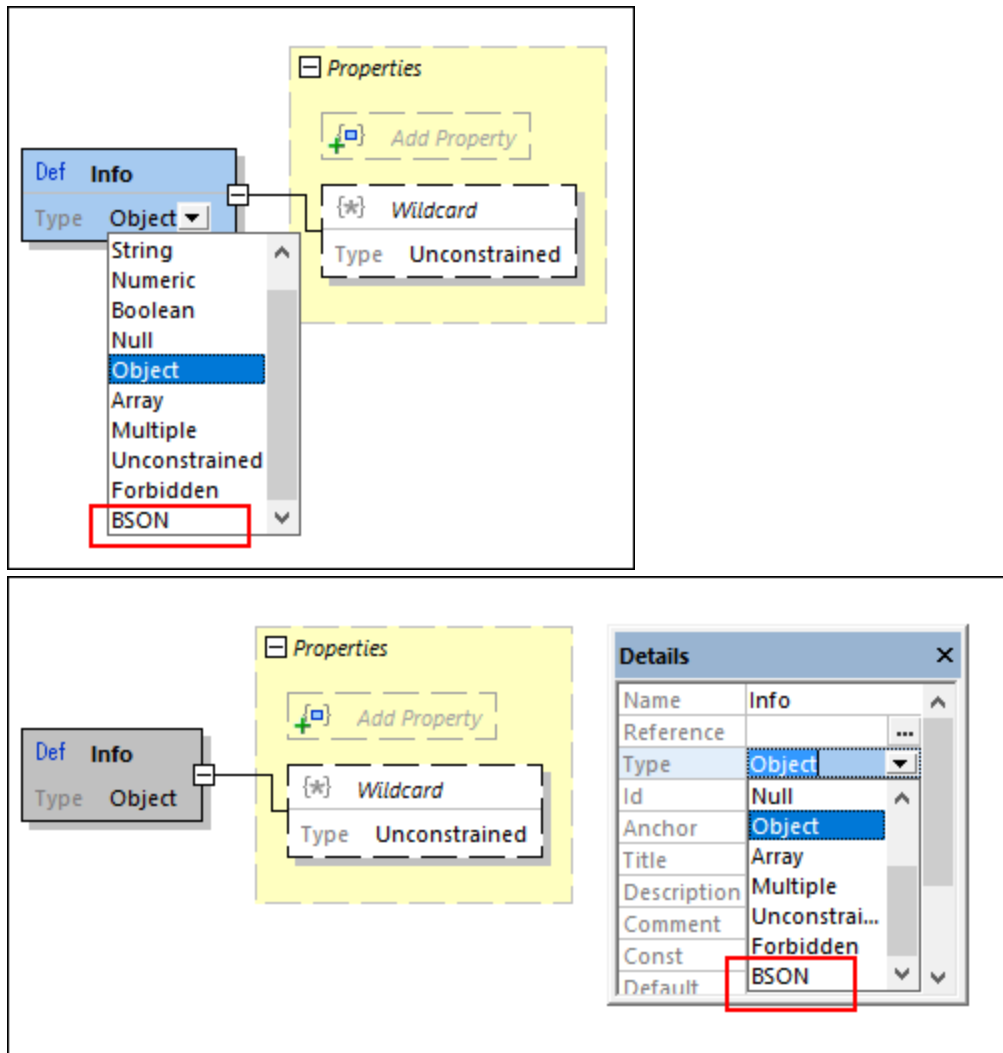 Properties
Add Property
Def Info
Type Object
Wildcard
Type Unconstrained
String
Numeric
Boolean
Null
Object
Array
Multiple
Unconstrained
Forbidden
BSON
Properties
Add Property
Def Info
Type Object
Wildcard
Type Unconstrained
Details
Name Info
Reference ...
Type Object
Id
Anchor
Title
Description
Comment
Const
Default
Null
Object
Array
Multiple
Unconstrai...
Forbidden
BSON